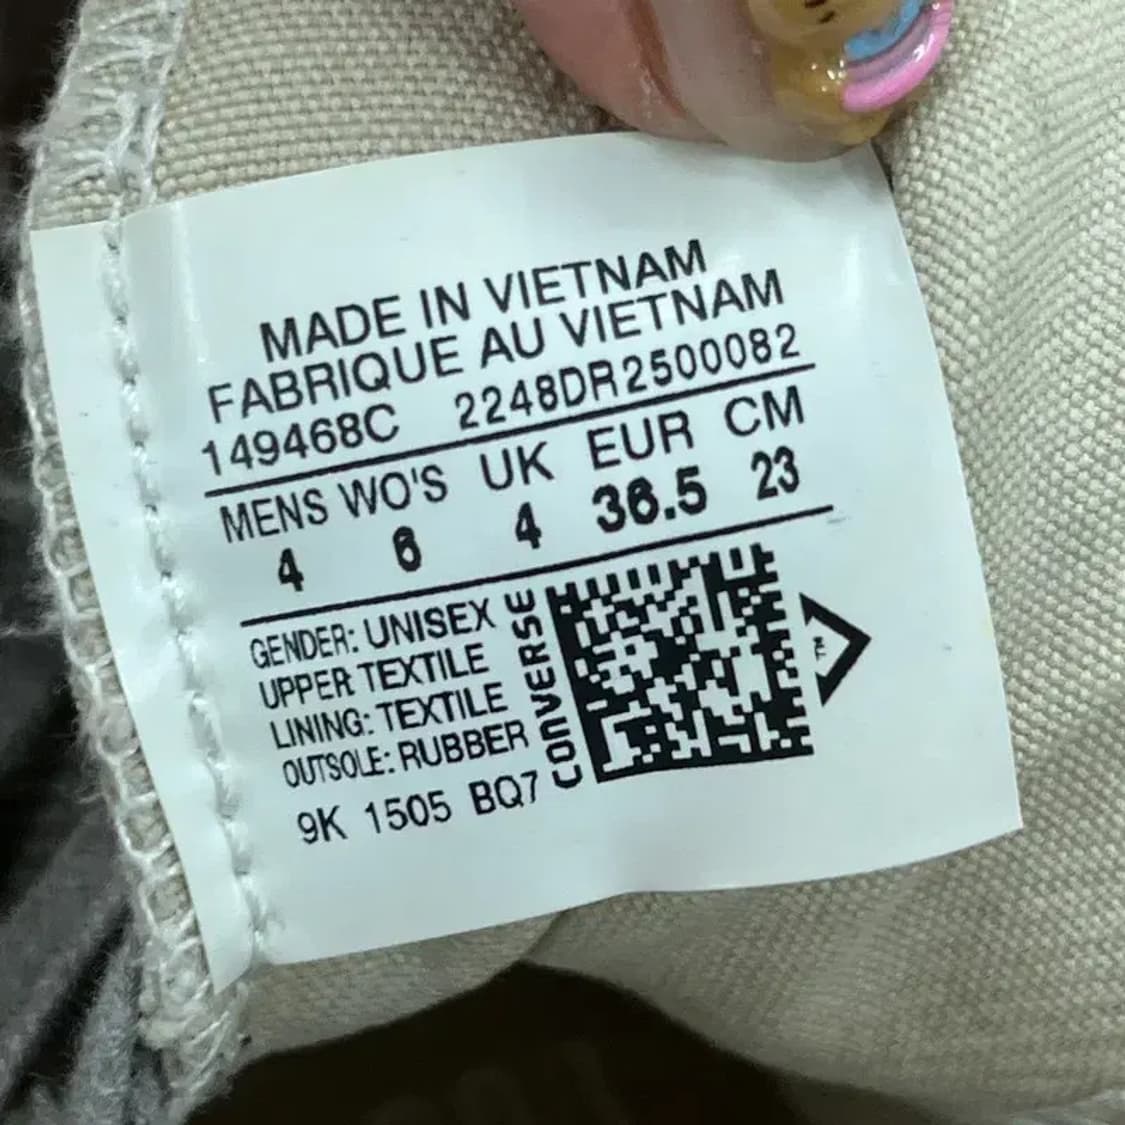 MADE IN VIETNAM
FABRIQUE AU VIETNAM
149468C 2248DR2500082
MENS WO'S UK EUR CM
4 6 4 36.5 23
GENDER: UNISEX
UPPER TEXTILE
LINING: TEXTILE
OUTSOLE: RUBBER
9K 1505 BQ7
CONVERSE
TM